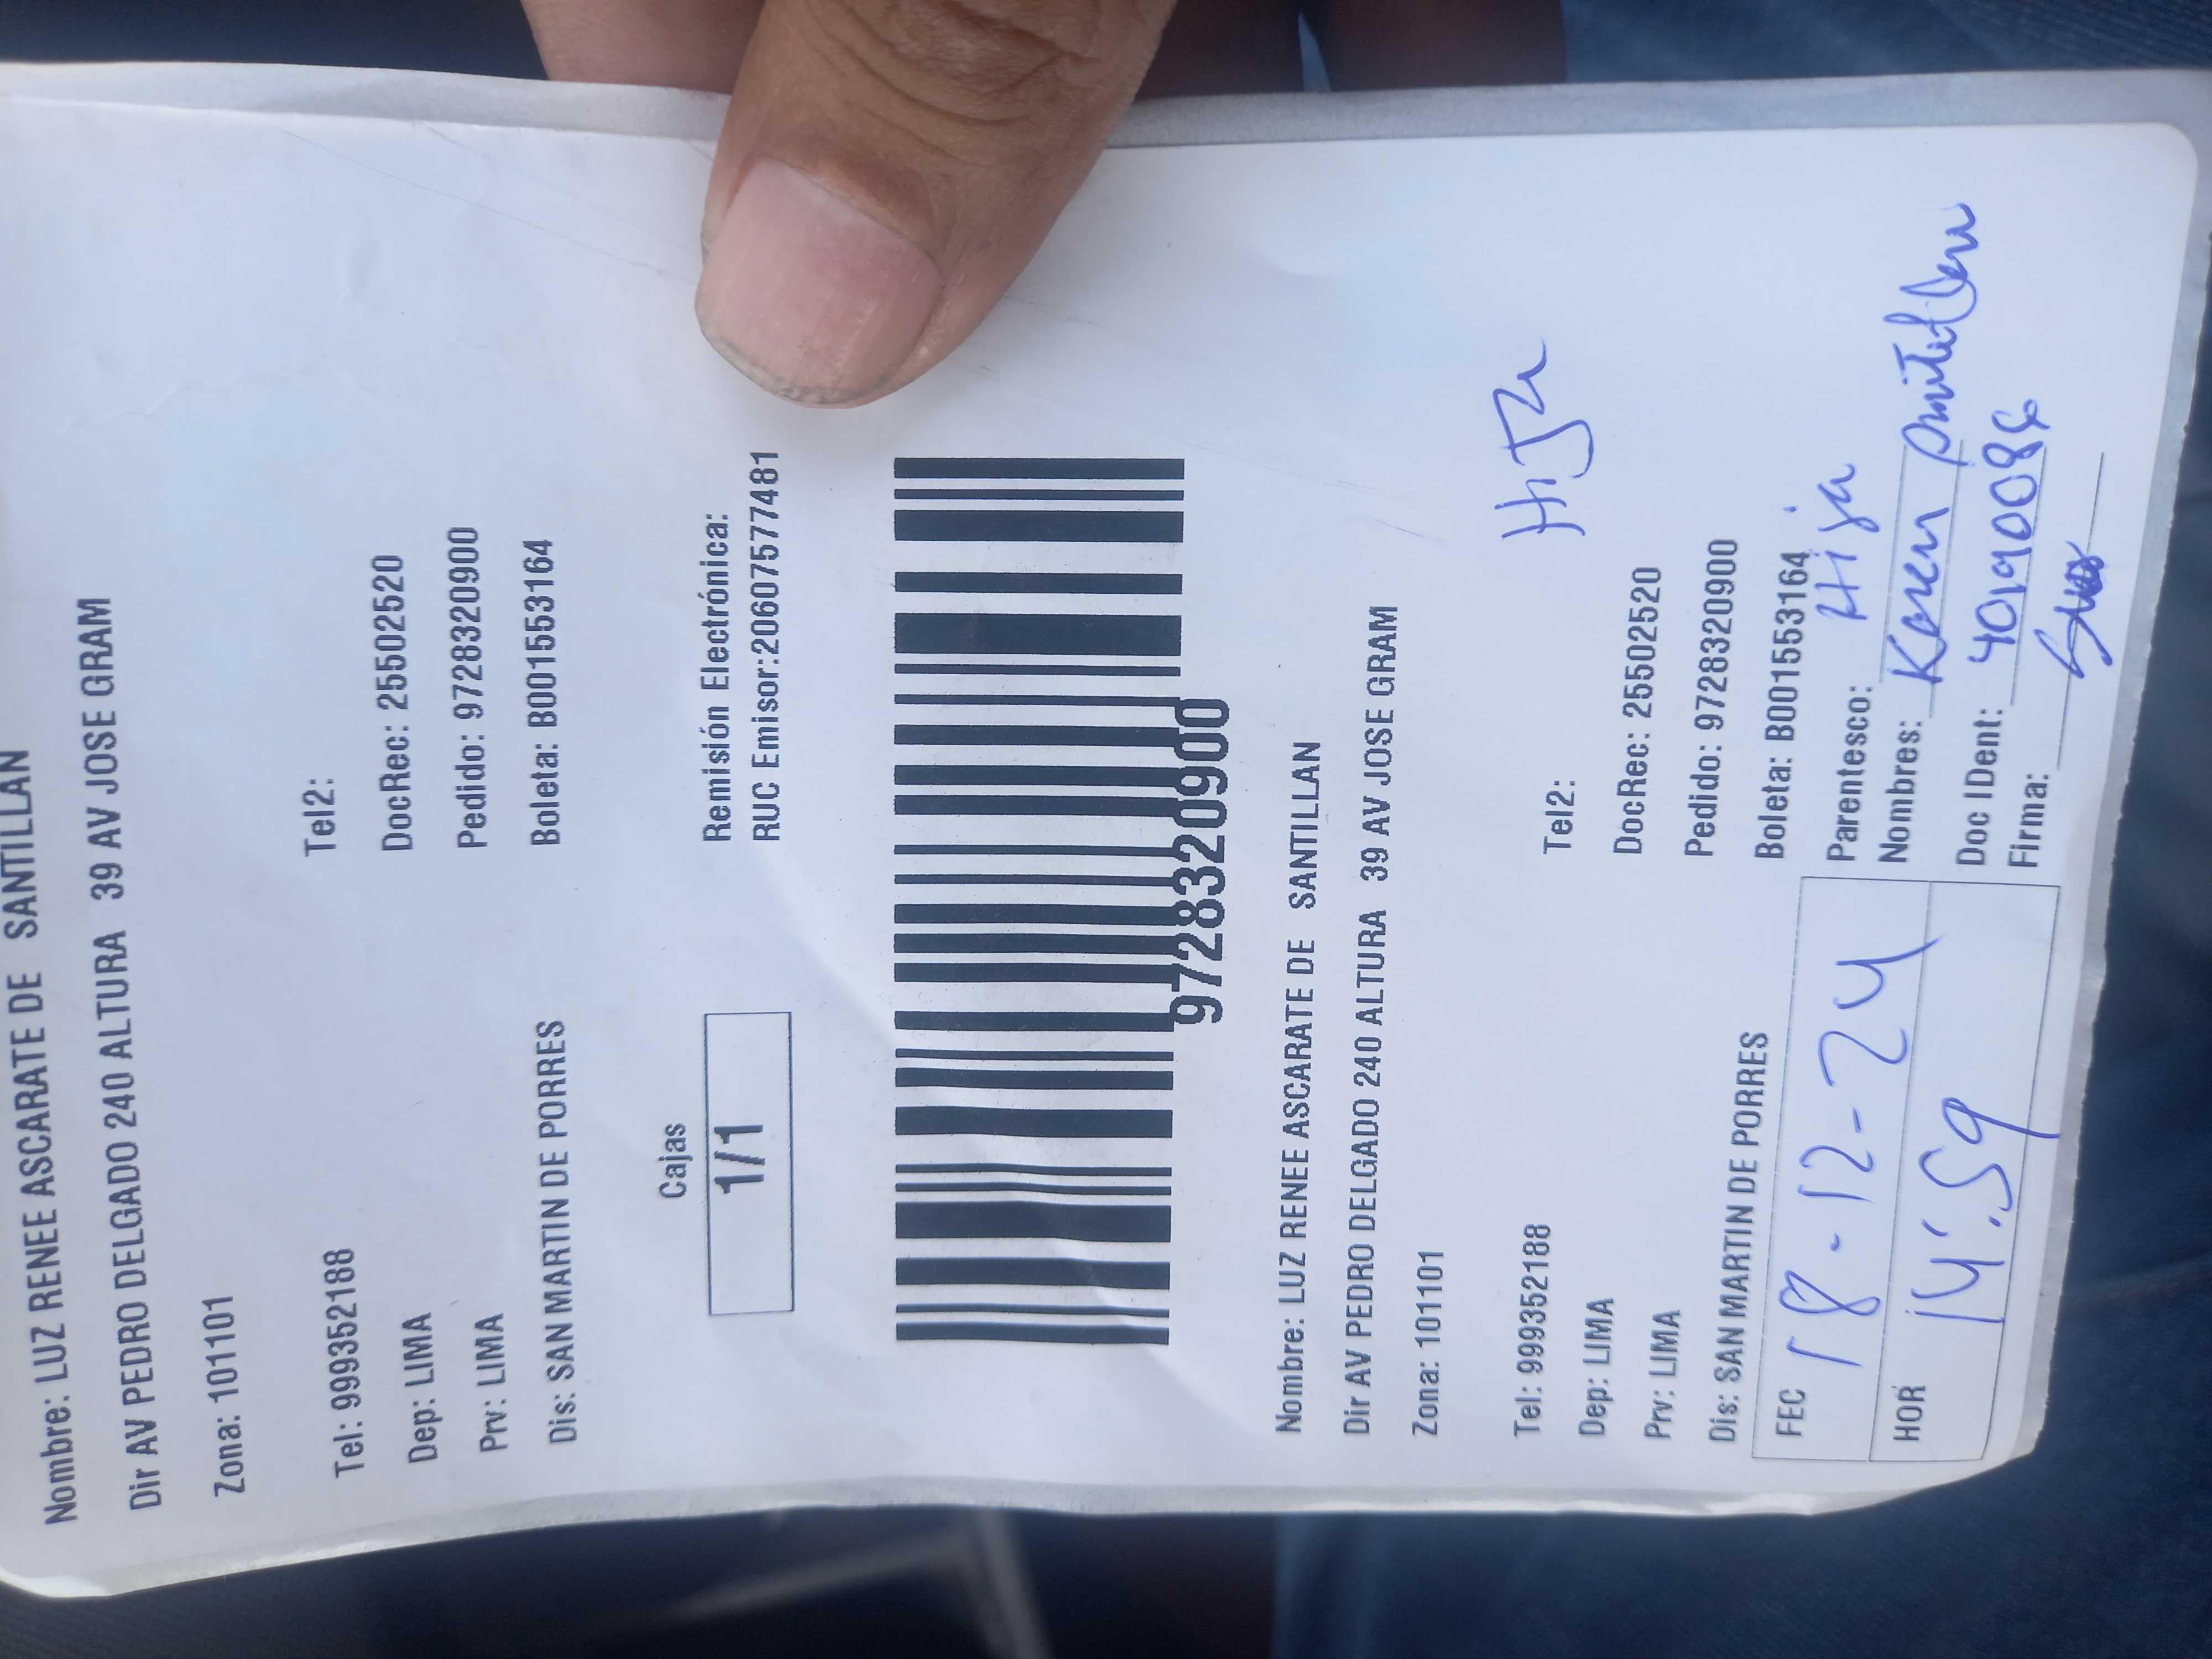 Nombre: LUZ RENEE ASCARATE DE SANTILLAN
Dir AV PEDRO DELGADO 240 ALTURA 39 AV JOSE GRAM
Zona: 101101
Tel: 999352188 Tel2:
Dep: LIMA DocRec: 25502520
Prv: LIMA Pedido: 9728320900
Dis: SAN MARTIN DE PORRES Boleta: B001553164
Cajas
1/1
Remisión Electrónica:
RUC Emisor:20607577481
9728320900
Nombre: LUZ RENEE ASCARATE DE SANTILLAN
Dir AV PEDRO DELGADO 240 ALTURA 39 AV JOSE GRAM
Zona: 101101
Hija
Tel: 999352188 Tel2:
Dep: LIMA DocRec: 25502520
Prv: LIMA Pedido: 9728320900
Dis: SAN MARTIN DE PORRES Boleta: B001553164
FEC 18-12-24
HOR 14:59
Parentesco: Hija
Nombres: Karen
Doc IDent:
Firma: